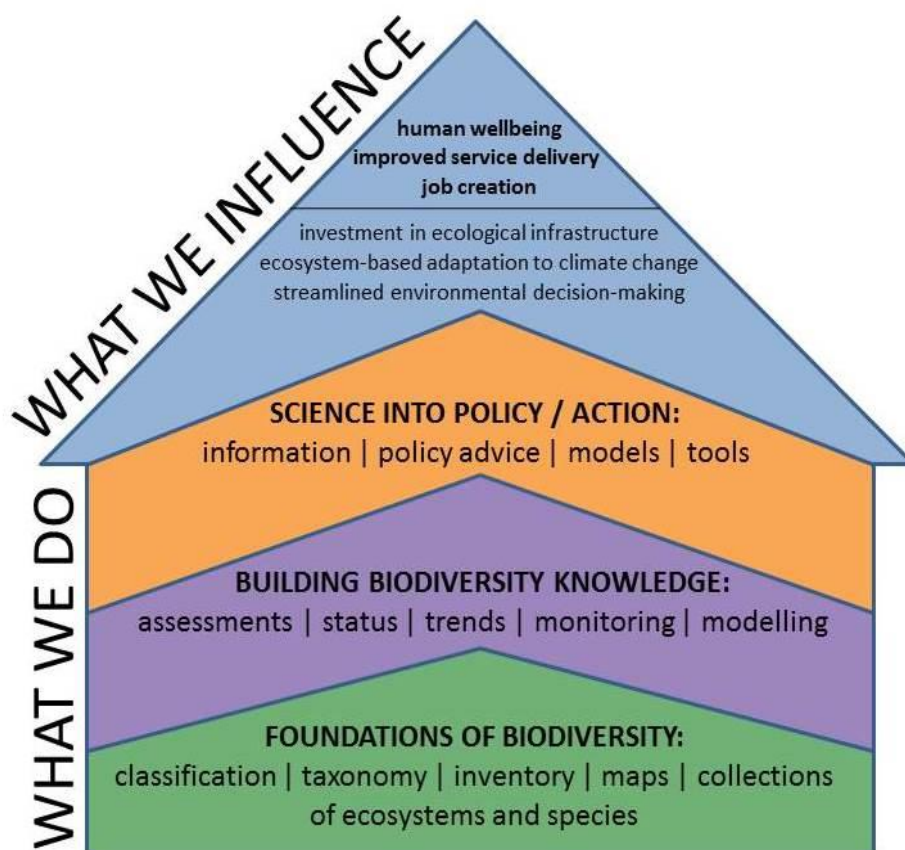 WHAT WE INFLUENCE
human wellbeing
improved service delivery
job creation
investment in ecological infrastructure
ecosystem-based adaptation to climate change
streamlined environmental decision-making
WHAT WE DO
SCIENCE INTO POLICY / ACTION:
information | policy advice | models | tools
BUILDING BIODIVERSITY KNOWLEDGE:
assessments | status | trends | monitoring | modelling
FOUNDATIONS OF BIODIVERSITY:
classification | taxonomy | inventory | maps | collections
of ecosystems and species